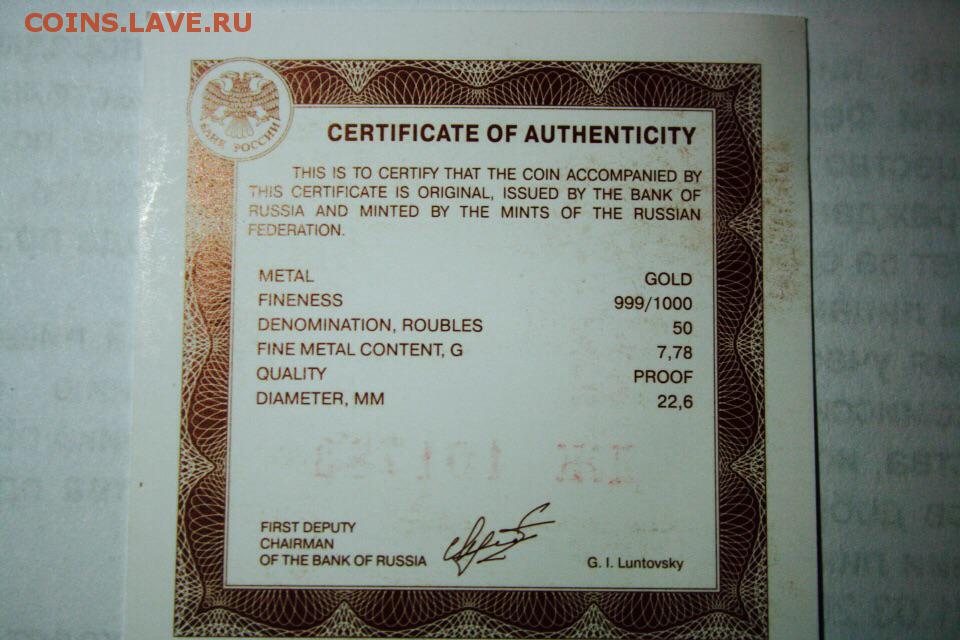 COINS.LAVE.RU
БАНК РОССИИ
CERTIFICATE OF AUTHENTICITY
THIS IS TO CERTIFY THAT THE COIN ACCOMPANIED BY
THIS CERTIFICATE IS ORIGINAL, ISSUED BY THE BANK OF
RUSSIA AND MINTED BY THE MINTS OF THE RUSSIAN
FEDERATION.
METAL GOLD
FINENESS 999/1000
DENOMINATION, ROUBLES 50
FINE METAL CONTENT, G 7,78
QUALITY PROOF
DIAMETER, MM 22,6
FIRST DEPUTY
CHAIRMAN
OF THE BANK OF RUSSIA
G. I. Luntovsky